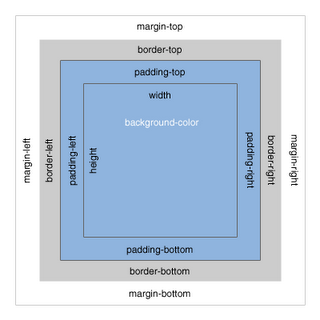 margin-top
border-top
padding-top
width
background-color
margin-left
border-left
padding-left
height
padding-right
border-right
margin-right
padding-bottom
border-bottom
margin-bottom